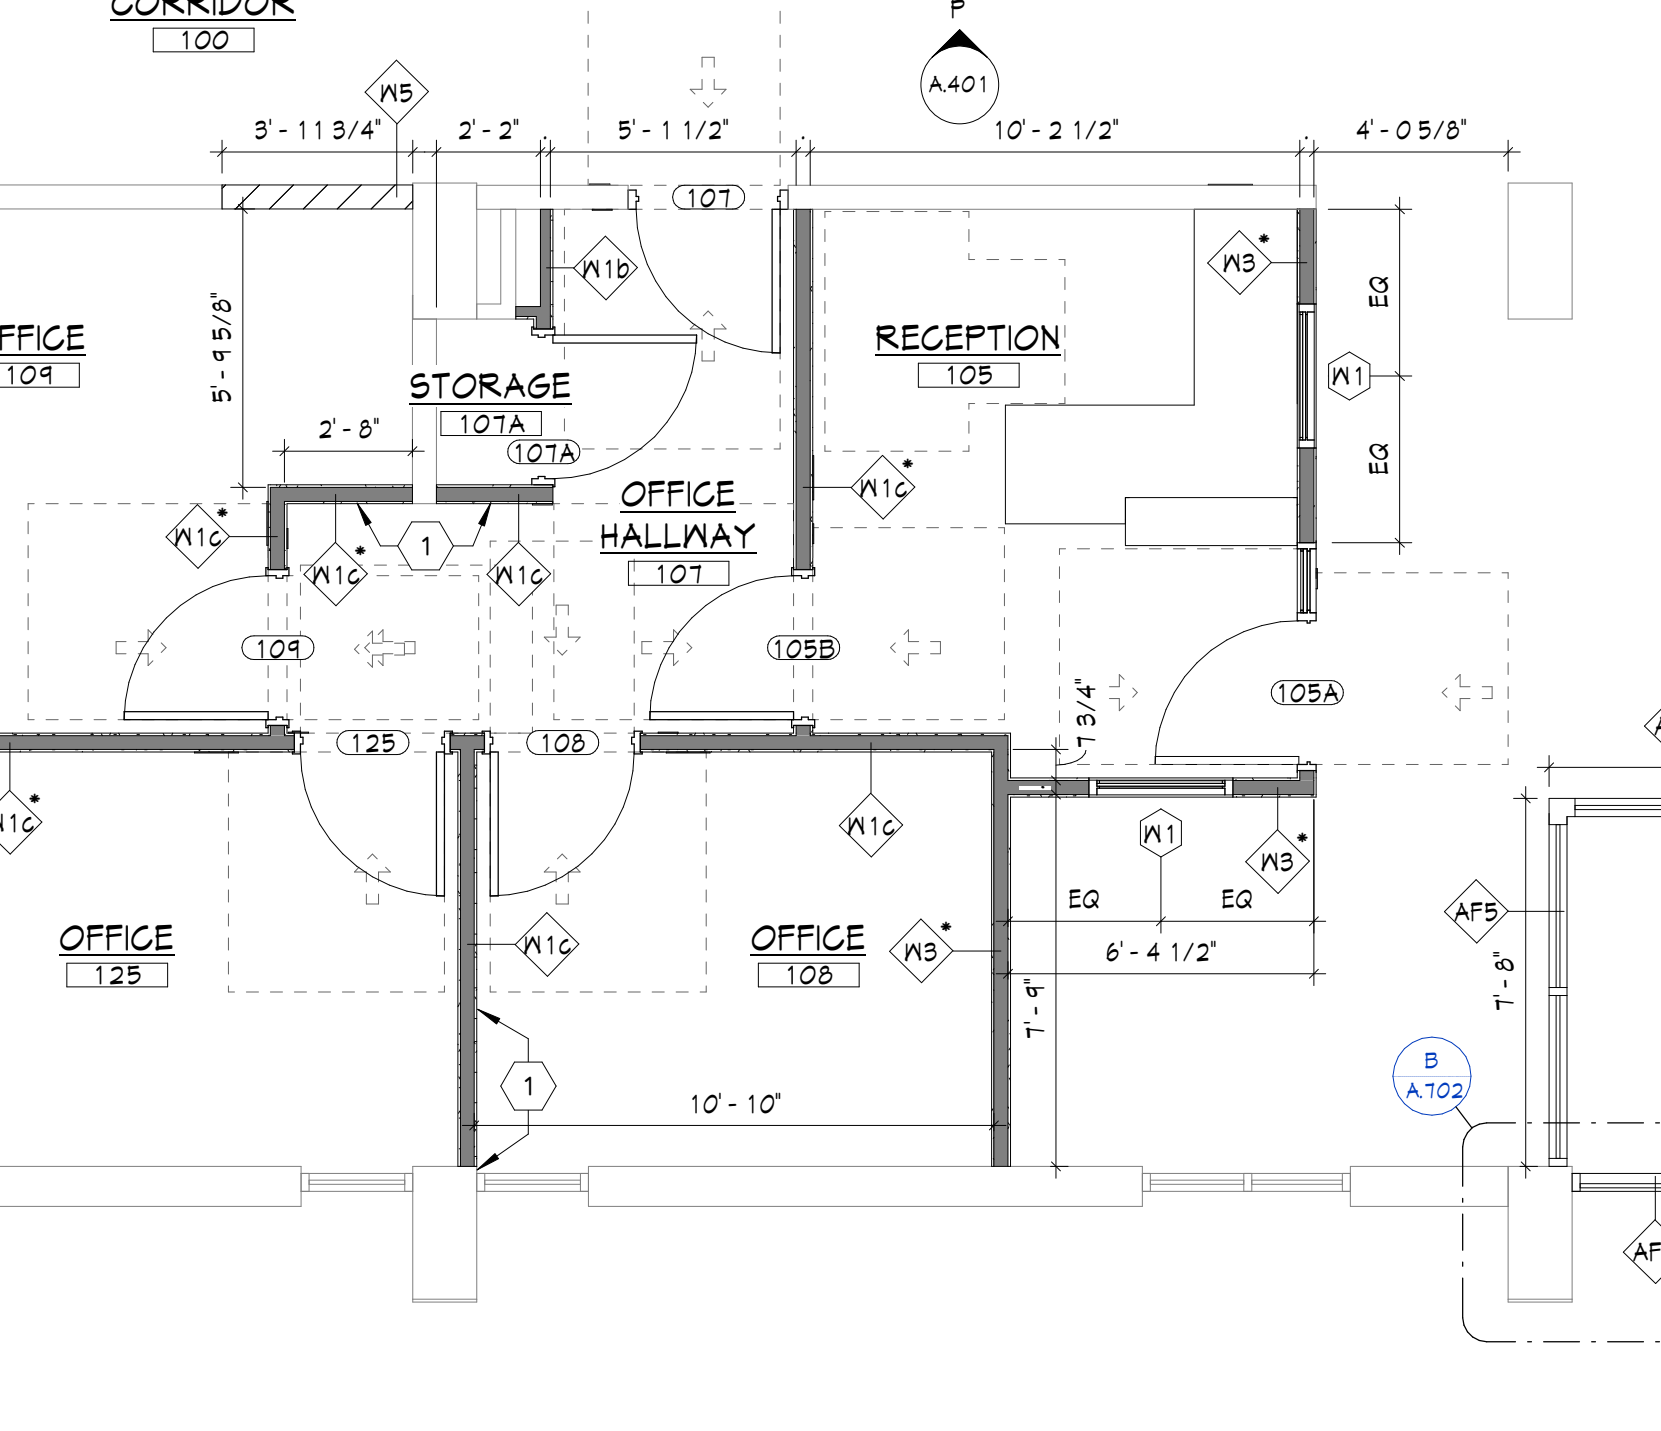 CORRIDOR
100
P
A.401
W5
3' - 11 3/4"
2' - 2"
5' - 1 1/2"
10' - 2 1/2"
4' - 0 5/8"
107
W1b
W3*
EQ
5' - 9 5/8"
FFICE
109
RECEPTION
105
W1
STORAGE
107A
2' - 8"
107A
EQ
W1c*
OFFICE
HALLWAY
107
W1c*
1
W1c*
W1c
109
105B
105A
7 3/4"
125
108
W1c*
W1c
W1
W3*
EQ
EQ
AF5
OFFICE
125
W1c
OFFICE
108
W3*
6' - 4 1/2"
7' - 9"
7' - 8"
B
A.702
1
10' - 10"
AF